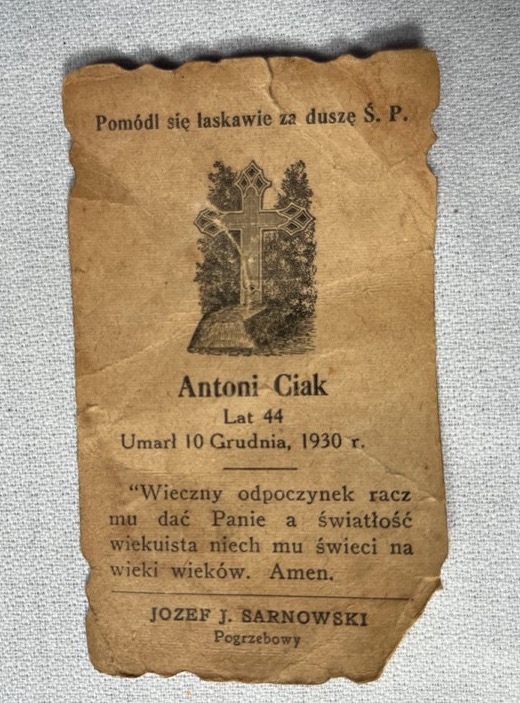 Pomódl się łaskawie za duszę Ś. P.
Antoni Ciak
Lat 44
Umarł 10 Grudnia, 1930 r.
“Wieczny odpoczynek racz
mu dać Panie a światłość
wiekuista niech mu świeci na
wieki wieków. Amen.
JOZEF J. SARNOWSKI
Pogrzebowy